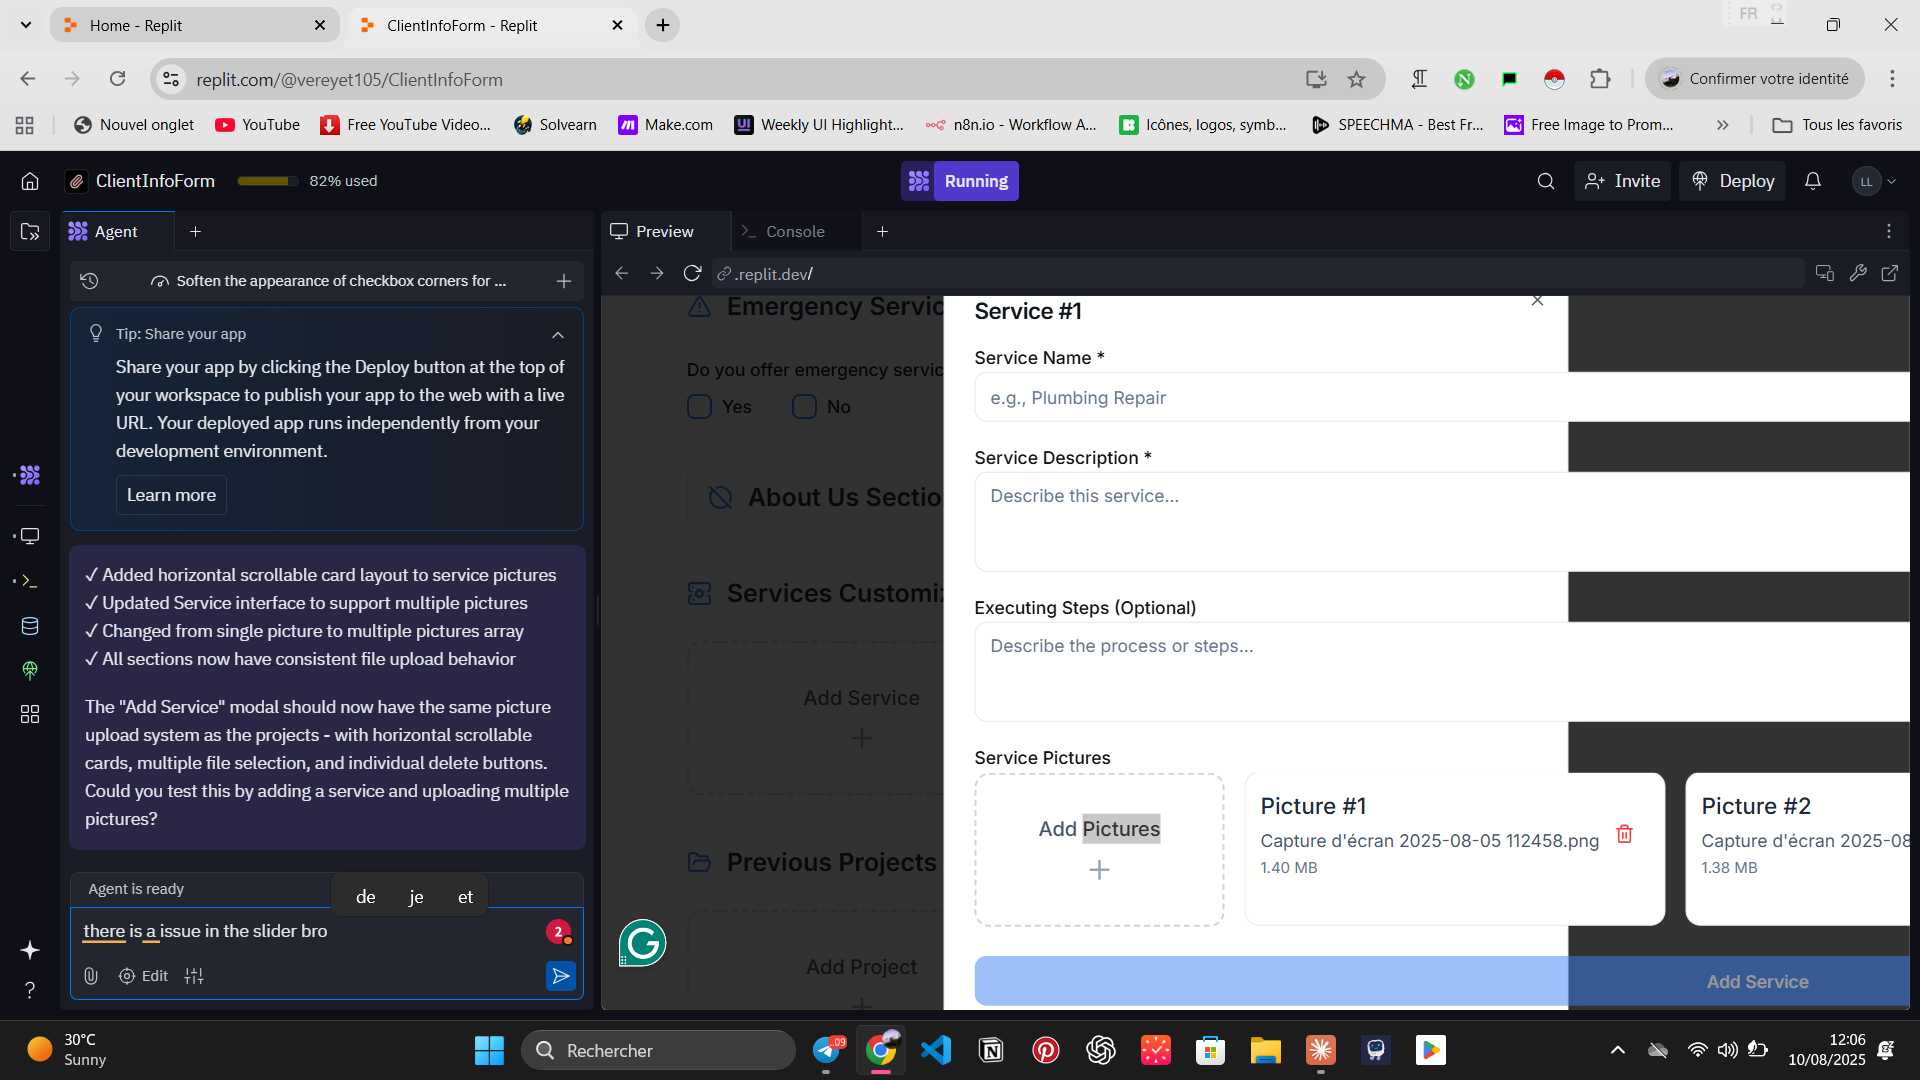 Home - Replit
ClientInfoForm - Replit
FR
replit.com/@vereyet105/ClientInfoForm
Confirmer votre identité
Nouvel onglet
YouTube
Free YouTube Video...
Solvearn
Make.com
Weekly UI Highlight...
n8n.io - Workflow A...
Icônes, logos, symb...
SPEECHMA - Best Fr...
Free Image to Prom...
Tous les favoris
ClientInfoForm
82% used
Running
Invite
Deploy
LL
Agent
Preview
Console
Soften the appearance of checkbox corners for ...
.replit.dev/
Tip: Share your app
Share your app by clicking the Deploy button at the top of
your workspace to publish your app to the web with a live
URL. Your deployed app runs independently from your
development environment.
Learn more
✓ Added horizontal scrollable card layout to service pictures
✓ Updated Service interface to support multiple pictures
✓ Changed from single picture to multiple pictures array
✓ All sections now have consistent file upload behavior
The "Add Service" modal should now have the same picture
upload system as the projects - with horizontal scrollable
cards, multiple file selection, and individual delete buttons.
Could you test this by adding a service and uploading multiple
pictures?
Agent is ready
de je et
there is a issue in the slider bro
2
Edit
Emergency Servic
Do you offer emergency servic
Yes
No
About Us Sectio
Services Customiz
Add Service
Previous Projects
Add Project
Service #1
Service Name *
e.g., Plumbing Repair
Service Description *
Describe this service...
Executing Steps (Optional)
Describe the process or steps...
Service Pictures
Add Pictures
Picture #1
Capture d'écran 2025-08-05 112458.png
1.40 MB
Picture #2
Capture d'écran 2025-08
1.38 MB
Add Service
30°C
Sunny
Rechercher
..09
12:06
10/08/2025